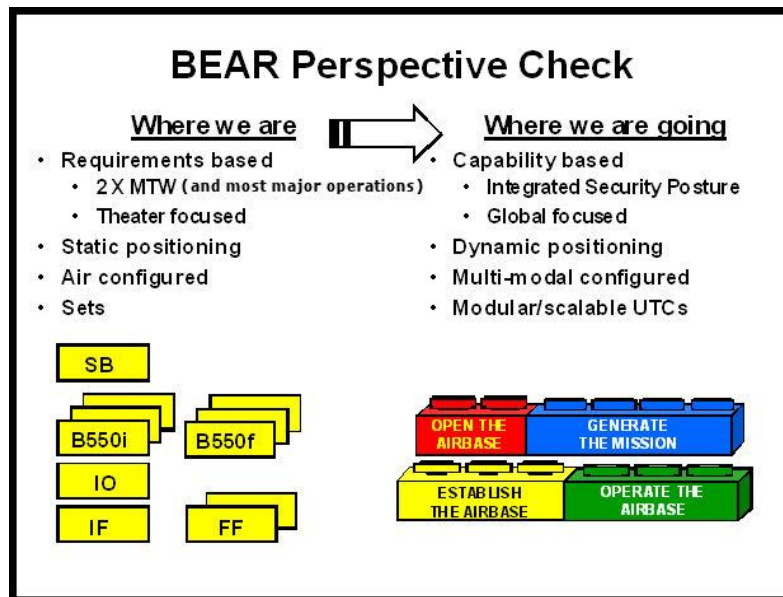 BEAR Perspective Check
Where we are
• Requirements based
• 2 X MTW (and most major operations)
• Theater focused
• Static positioning
• Air configured
• Sets
Where we are going
• Capability based
• Integrated Security Posture
• Global focused
• Dynamic positioning
• Multi-modal configured
• Modular/scalable UTCs
SB
B550i
B550f
IO
IF
FF
OPEN THE
AIRBASE
GENERATE
THE MISSION
ESTABLISH
THE AIRBASE
OPERATE THE
AIRBASE